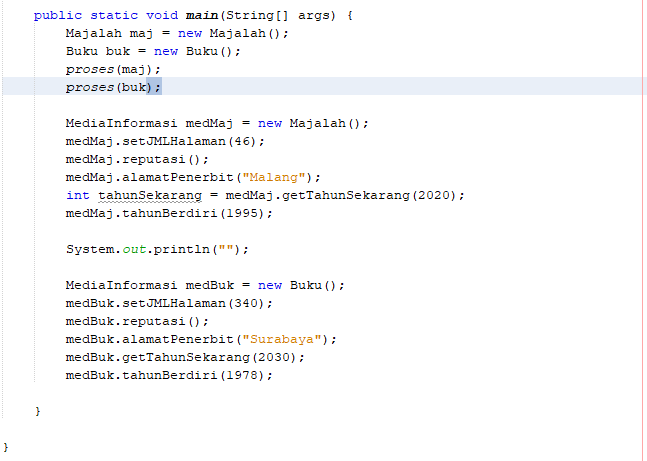 public static void main(String[] args) {
Majalah maj = new Majalah();
Buku buk = new Buku();
proses(maj);
proses(buk);
MediaInformasi medMaj = new Majalah();
medMaj.setJMLHalaman(46);
medMaj.reputasi();
medMaj.alamatPenerbit("Malang");
int tahunSekarang = medMaj.getTahunSekarang(2020);
medMaj.tahunBerdiri(1995);
System.out.println("");
MediaInformasi medBuk = new Buku();
medBuk.setJMLHalaman(340);
medBuk.reputasi();
medBuk.alamatPenerbit("Surabaya");
medBuk.getTahunSekarang(2030);
medBuk.tahunBerdiri(1978);
}
}